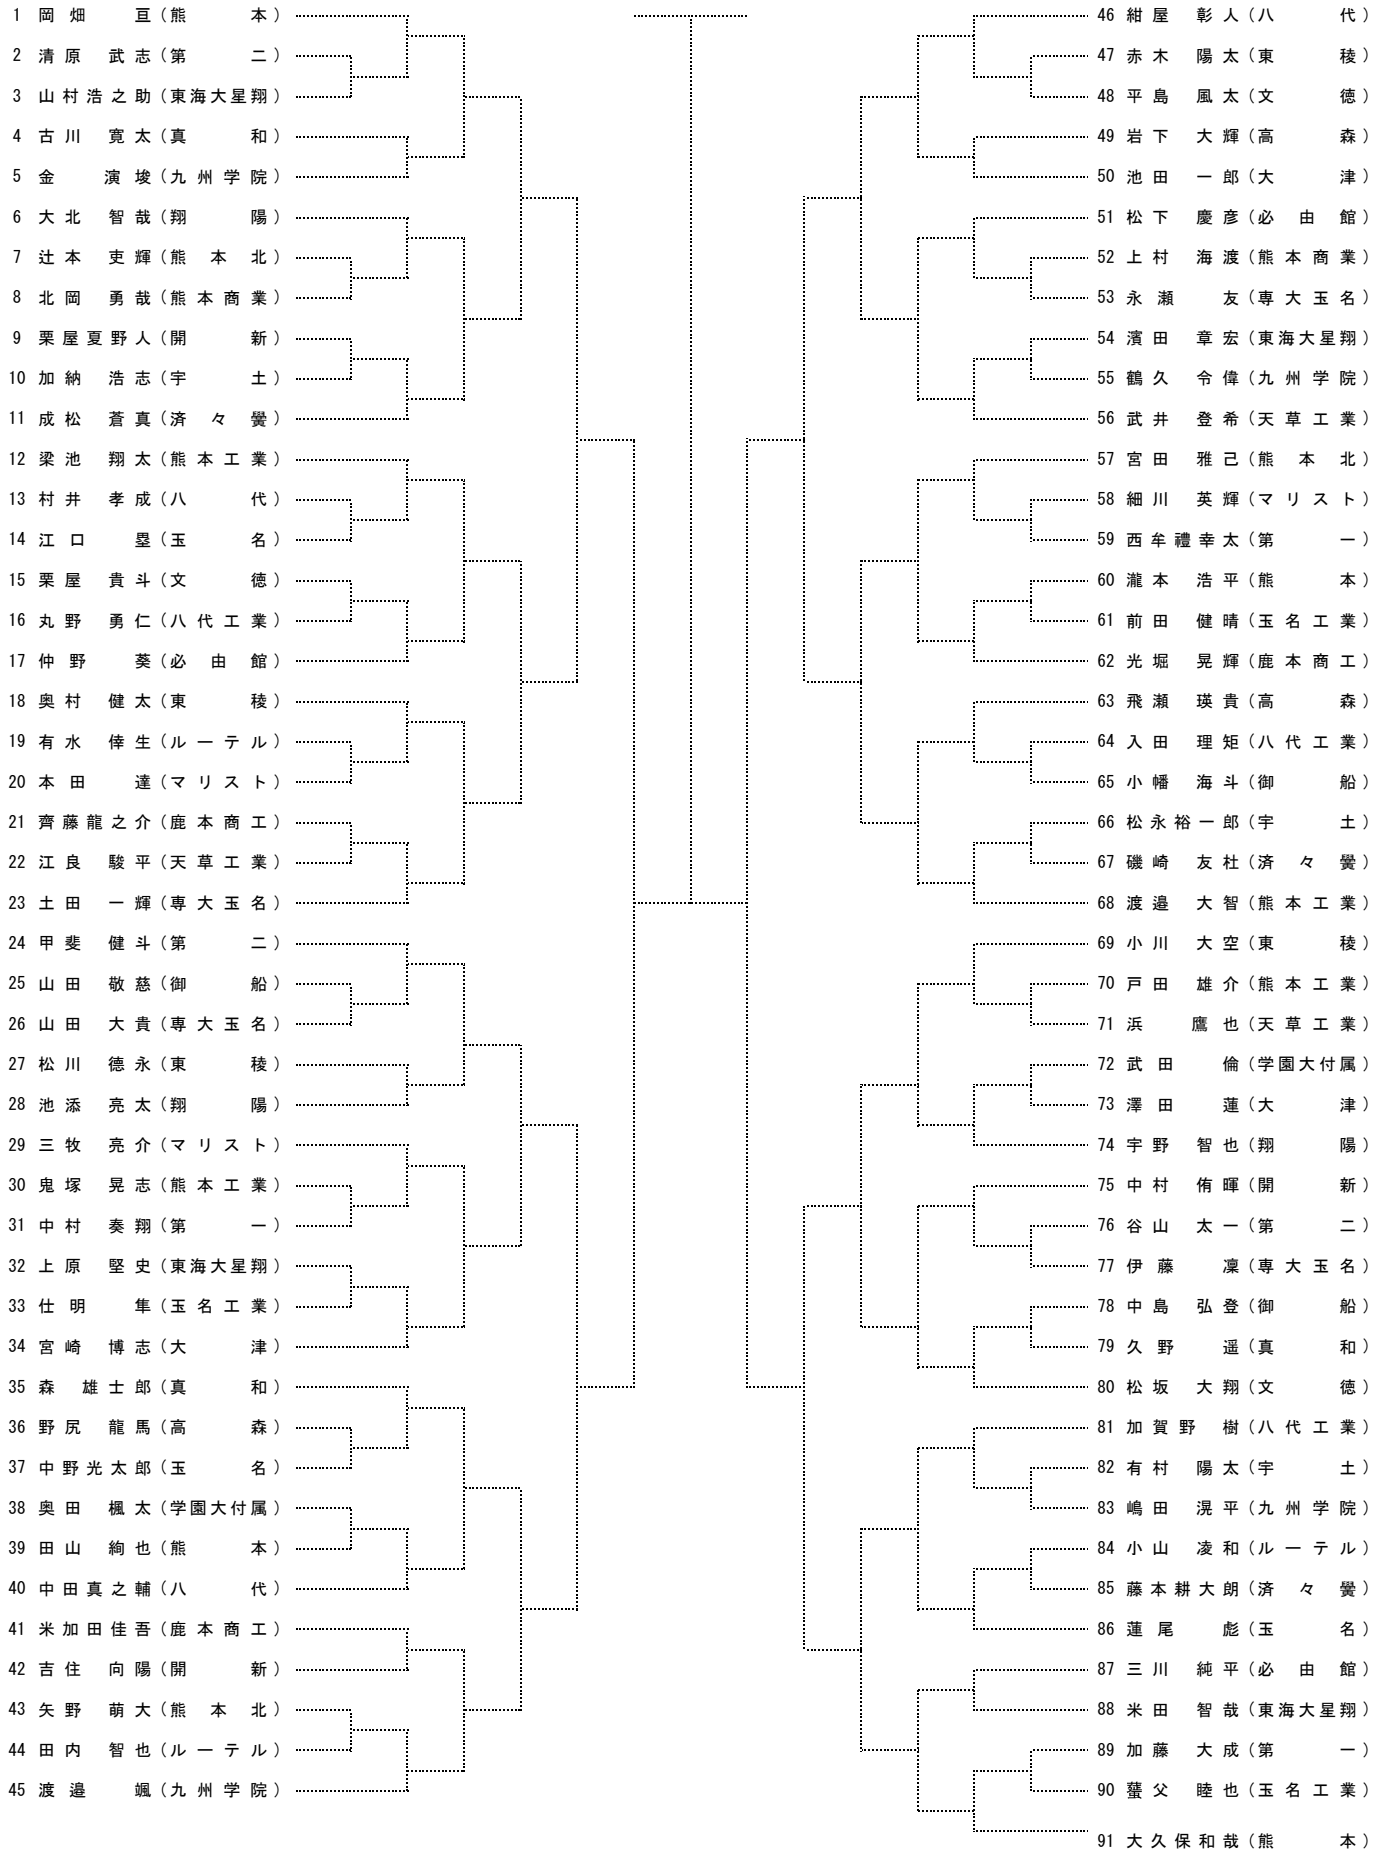 1 岡畑 亘（熊本）
2 清原 武志（第二）
3 山村浩之助（東海大星翔）
4 古川 寛太（真和）
5 金 演埈（九州学院）
6 大北 智哉（翔陽）
7 辻本 吏輝（熊本北）
8 北岡 勇哉（熊本商業）
9 栗屋夏野人（開新）
10 加納 浩志（宇土）
11 成松 蒼真（済々黌）
12 梁池 翔太（熊本工業）
13 村井 孝成（八代）
14 江口 塁（玉名）
15 栗屋 貴斗（文徳）
16 丸野 勇仁（八代工業）
17 仲野 葵（必由館）
18 奥村 健太（東稜）
19 有水 倖生（ルーテル）
20 本田 達（マリスト）
21 齊藤龍之介（鹿本商工）
22 江良 駿平（天草工業）
23 土田 一輝（専大玉名）
24 甲斐 健斗（第二）
25 山田 敬慈（御船）
26 山田 大貴（専大玉名）
27 松川 德永（東稜）
28 池添 亮太（翔陽）
29 三牧 亮介（マリスト）
30 鬼塚 晃志（熊本工業）
31 中村 奏翔（第一）
32 上原 堅史（東海大星翔）
33 仕明 隼（玉名工業）
34 宮崎 博志（大津）
35 森 雄士郎（真和）
36 野尻 龍馬（高森）
37 中野光太郎（玉名）
38 奥田 楓太（学園大付属）
39 田山 絢也（熊本）
40 中田真之輔（八代）
41 米加田佳吾（鹿本商工）
42 吉住 向陽（開新）
43 矢野 萌大（熊本北）
44 田内 智也（ルーテル）
45 渡邉 颯（九州学院）
46 紺屋 彰人（八代）
47 赤木 陽太（東稜）
48 平島 風太（文徳）
49 岩下 大輝（高森）
50 池田 一郎（大津）
51 松下 慶彦（必由館）
52 上村 海渡（熊本商業）
53 永瀬 友（専大玉名）
54 濱田 章宏（東海大星翔）
55 鶴久 令偉（九州学院）
56 武井 登希（天草工業）
57 宮田 雅己（熊本北）
58 細川 英輝（マリスト）
59 西牟禮幸太（第一）
60 瀧本 浩平（熊本）
61 前田 健晴（玉名工業）
62 光堀 晃輝（鹿本商工）
63 飛瀬 瑛貴（高森）
64 入田 理矩（八代工業）
65 小幡 海斗（御船）
66 松永裕一郎（宇土）
67 磯崎 友杜（済々黌）
68 渡邉 大智（熊本工業）
69 小川 大空（東稜）
70 戸田 雄介（熊本工業）
71 浜 鷹也（天草工業）
72 武田 倫（学園大付属）
73 澤田 蓮（大津）
74 宇野 智也（翔陽）
75 中村 侑暉（開新）
76 谷山 太一（第二）
77 伊藤 凜（専大玉名）
78 中島 弘登（御船）
79 久野 遥（真和）
80 松坂 大翔（文徳）
81 加賀野 樹（八代工業）
82 有村 陽太（宇土）
83 嶋田 滉平（九州学院）
84 小山 凌和（ルーテル）
85 藤本耕大朗（済々黌）
86 蓮尾 彪（玉名）
87 三川 純平（必由館）
88 米田 智哉（東海大星翔）
89 加藤 大成（第一）
90 蓑父 睦也（玉名工業）
91 大久保和哉（熊本）